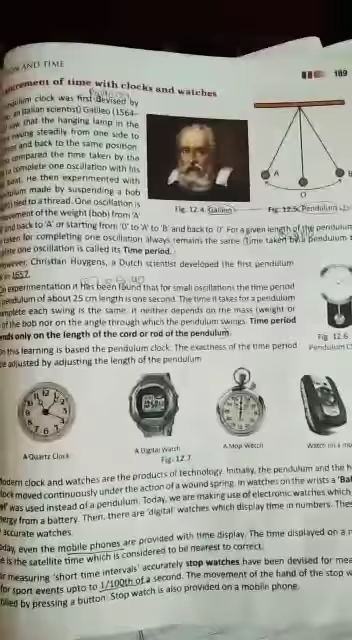 ON AND TIME
189
urement of time with clocks and watches
ndulum clock was first devised by
an Italian scientist) Galileo (1564–
saw that the hanging lamp in the
moving steadily from one side to
and back to the same position
compared the time taken by the
to complete one oscillation with his
beat. He then experimented with
pendulum made by suspending a bob
tied to a thread. One oscillation is
movement of the weight (bob) from 'A'
A
O
B
Fig. 12.4: Galileo
Fig. 12.5: Pendulum
and back to 'A' or starting from 'O' to 'A' to 'B' and back to 'O'. For a given length of the pendulum
taken for completing one oscillation always remains the same. Time taken by a pendulum
one oscillation is called its Time period.
wever, Christian Huygens, a Dutch scientist developed the first pendulum
in 1657.
experimentation it has been found that for small oscillations the time period
pendulum of about 25 cm length is one second. The time it takes for a pendulum
complete each swing is the same. It neither depends on the mass (weight or
of the bob nor on the angle through which the pendulum swings. Time period
ends only on the length of the cord or rod of the pendulum.
Fig. 12.6
Pendulum
On this learning is based the pendulum clock. The exactness of the time period
be adjusted by adjusting the length of the pendulum.
A Quartz Clock
A Digital Watch
A Stop Watch
Watch on a mo
Fig. 12.7
Modern clock and watches are the products of technology. Initially, the pendulum and the h
lock moved continuously under the action of a wound spring. In watches on the wrists a 'Bal
was used instead of pendulum. Today, we are making use of electronic watches which
nergy from a battery. Then, there are 'digital' watches which display time in numbers. Thes
accurate watches.
oday, even the mobile phones are provided with time display. The time displayed on a
e is the satellite time which is considered to be nearest to correct.
r measuring 'short time intervals' accurately stop watches have been devised for mea
for sport events upto to 1/100th of a second. The movement of the hand of the stop w
olled by pressing a button. Stop watch is also provided on a mobile phone.